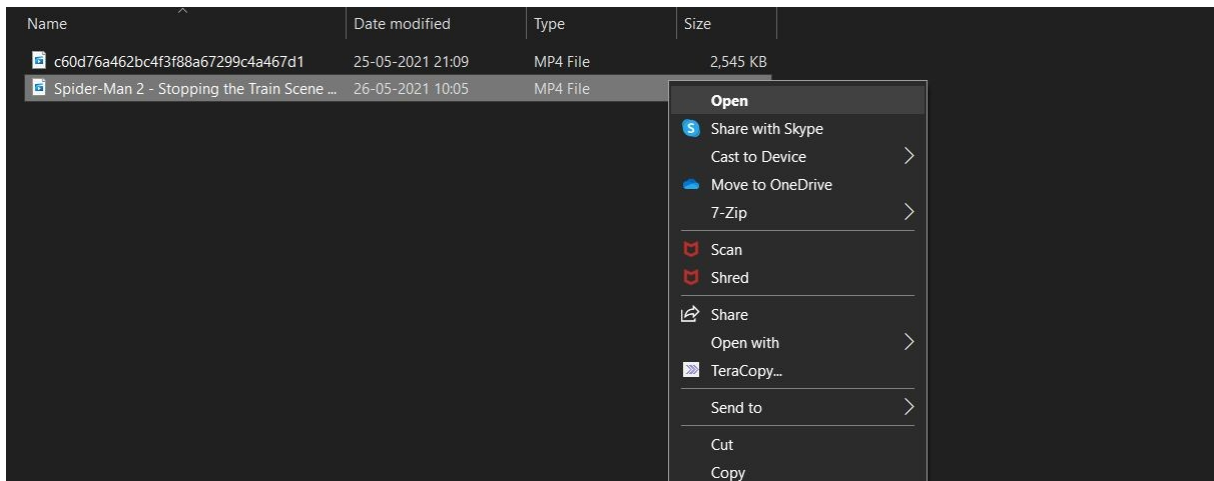 Name Date modified Type Size
c60d76a462bc4f3f88a67299c4a467d1 25-05-2021 21:09 MP4 File 2,545 KB
Spider-Man 2 - Stopping the Train Scene ... 26-05-2021 10:05 MP4 File
Open
Share with Skype
Cast to Device
Move to OneDrive
7-Zip
Scan
Shred
Share
Open with
TeraCopy...
Send to
Cut
Copy